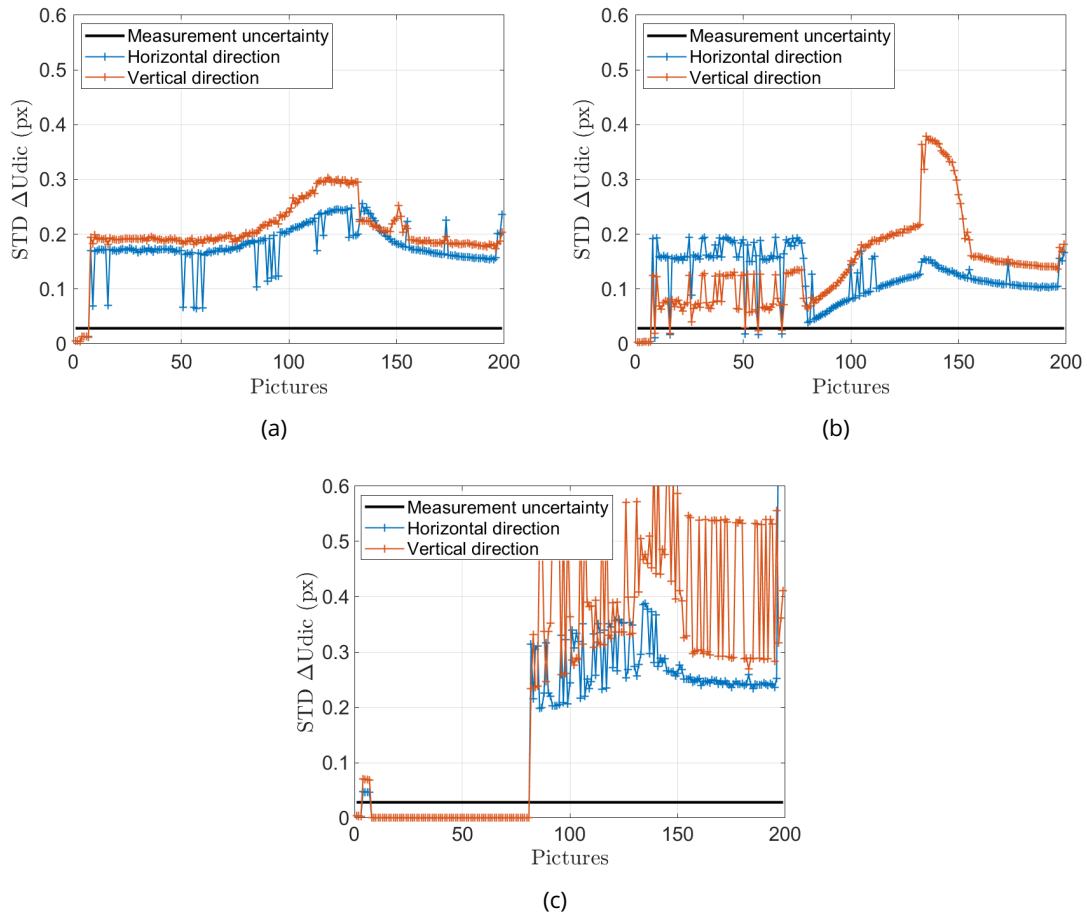 0.6
0.5
0.4
0.3
0.2
0.1
0
STD ΔUdic (px)
Measurement uncertainty
Horizontal direction
Vertical direction
0 50 100 150 200
Pictures
(a)
0.6
0.5
0.4
0.3
0.2
0.1
0
STD ΔUdic (px)
Measurement uncertainty
Horizontal direction
Vertical direction
0 50 100 150 200
Pictures
(b)
0.6
0.5
0.4
0.3
0.2
0.1
0
STD ΔUdic (px)
Measurement uncertainty
Horizontal direction
Vertical direction
0 50 100 150 200
Pictures
(c)